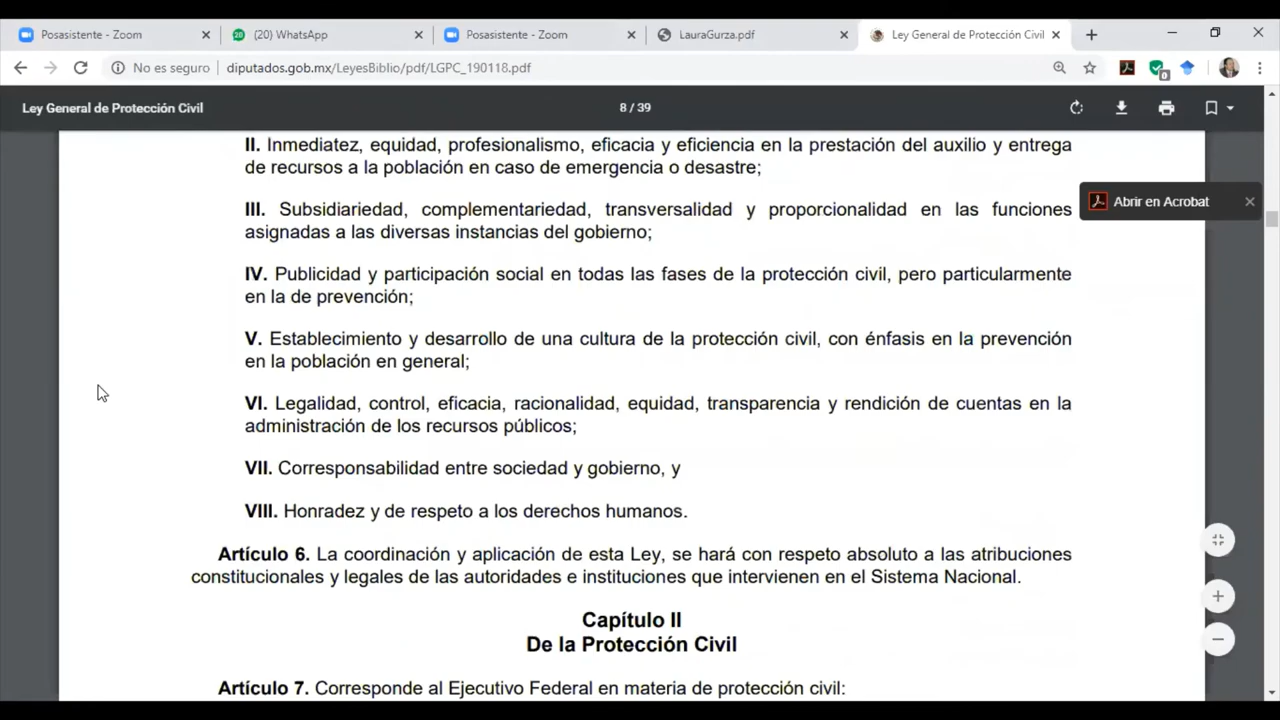 Posasistente - Zoom
(20) WhatsApp
Posasistente - Zoom
LauraGurza.pdf
Ley General de Protección Civil
No es seguro
deputados.gob.mx/LeyesBiblio/pdf/LGPC_190118.pdf
0
Ley General de Protección Civil
8 / 39
Abrir en Acrobat
II. Inmediatez, equidad, profesionalismo, eficacia y eficiencia en la prestación del auxilio y entrega
de recursos a la población en caso de emergencia o desastre;
III. Subsidiariedad, complementariedad, transversalidad y proporcionalidad en las funciones
asignadas a las diversas instancias del gobierno;
IV. Publicidad y participación social en todas las fases de la protección civil, pero particularmente
en la de prevención;
V. Establecimiento y desarrollo de una cultura de la protección civil, con énfasis en la prevención
en la población en general;
VI. Legalidad, control, eficacia, racionalidad, equidad, transparencia y rendición de cuentas en la
administración de los recursos públicos;
VII. Corresponsabilidad entre sociedad y gobierno, y
VIII. Honradez y de respeto a los derechos humanos.
Artículo 6. La coordinación y aplicación de esta Ley, se hará con respeto absoluto a las atribuciones
constitucionales y legales de las autoridades e instituciones que intervienen en el Sistema Nacional.
Capítulo II
De la Protección Civil
Artículo 7. Corresponde al Ejecutivo Federal en materia de protección civil: